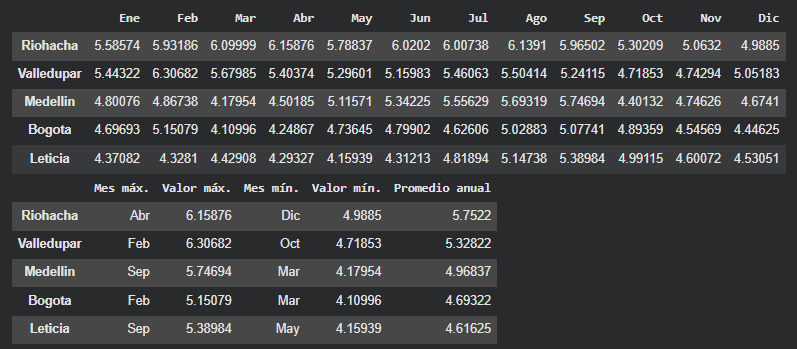 Ene Feb Mar Abr May Jun Jul Ago Sep Oct Nov Dic
Riohacha 5.58574 5.93186 6.09999 6.15876 5.78837 6.0202 6.00738 6.1391 5.96502 5.30209 5.0632 4.9885
Valledupar 5.44322 6.30682 5.67985 5.40374 5.29601 5.15983 5.46063 5.50414 5.24115 4.71853 4.74294 5.05183
Medellin 4.80076 4.86738 4.17954 4.50185 5.11571 5.34225 5.55629 5.69319 5.74694 4.40132 4.74626 4.6741
Bogota 4.69693 5.15079 4.10996 4.24867 4.73645 4.79902 4.62606 5.02883 5.07741 4.89359 4.54569 4.44625
Leticia 4.37082 4.3281 4.42908 4.29327 4.15939 4.31213 4.81894 5.14738 5.38984 4.99115 4.60072 4.53051
Mes máx. Valor máx. Mes mín. Valor mín. Promedio anual
Riohacha Abr 6.15876 Dic 4.9885 5.7522
Valledupar Feb 6.30682 Oct 4.71853 5.32822
Medellin Sep 5.74694 Mar 4.17954 4.96837
Bogota Feb 5.15079 Mar 4.10996 4.69322
Leticia Sep 5.38984 May 4.15939 4.61625